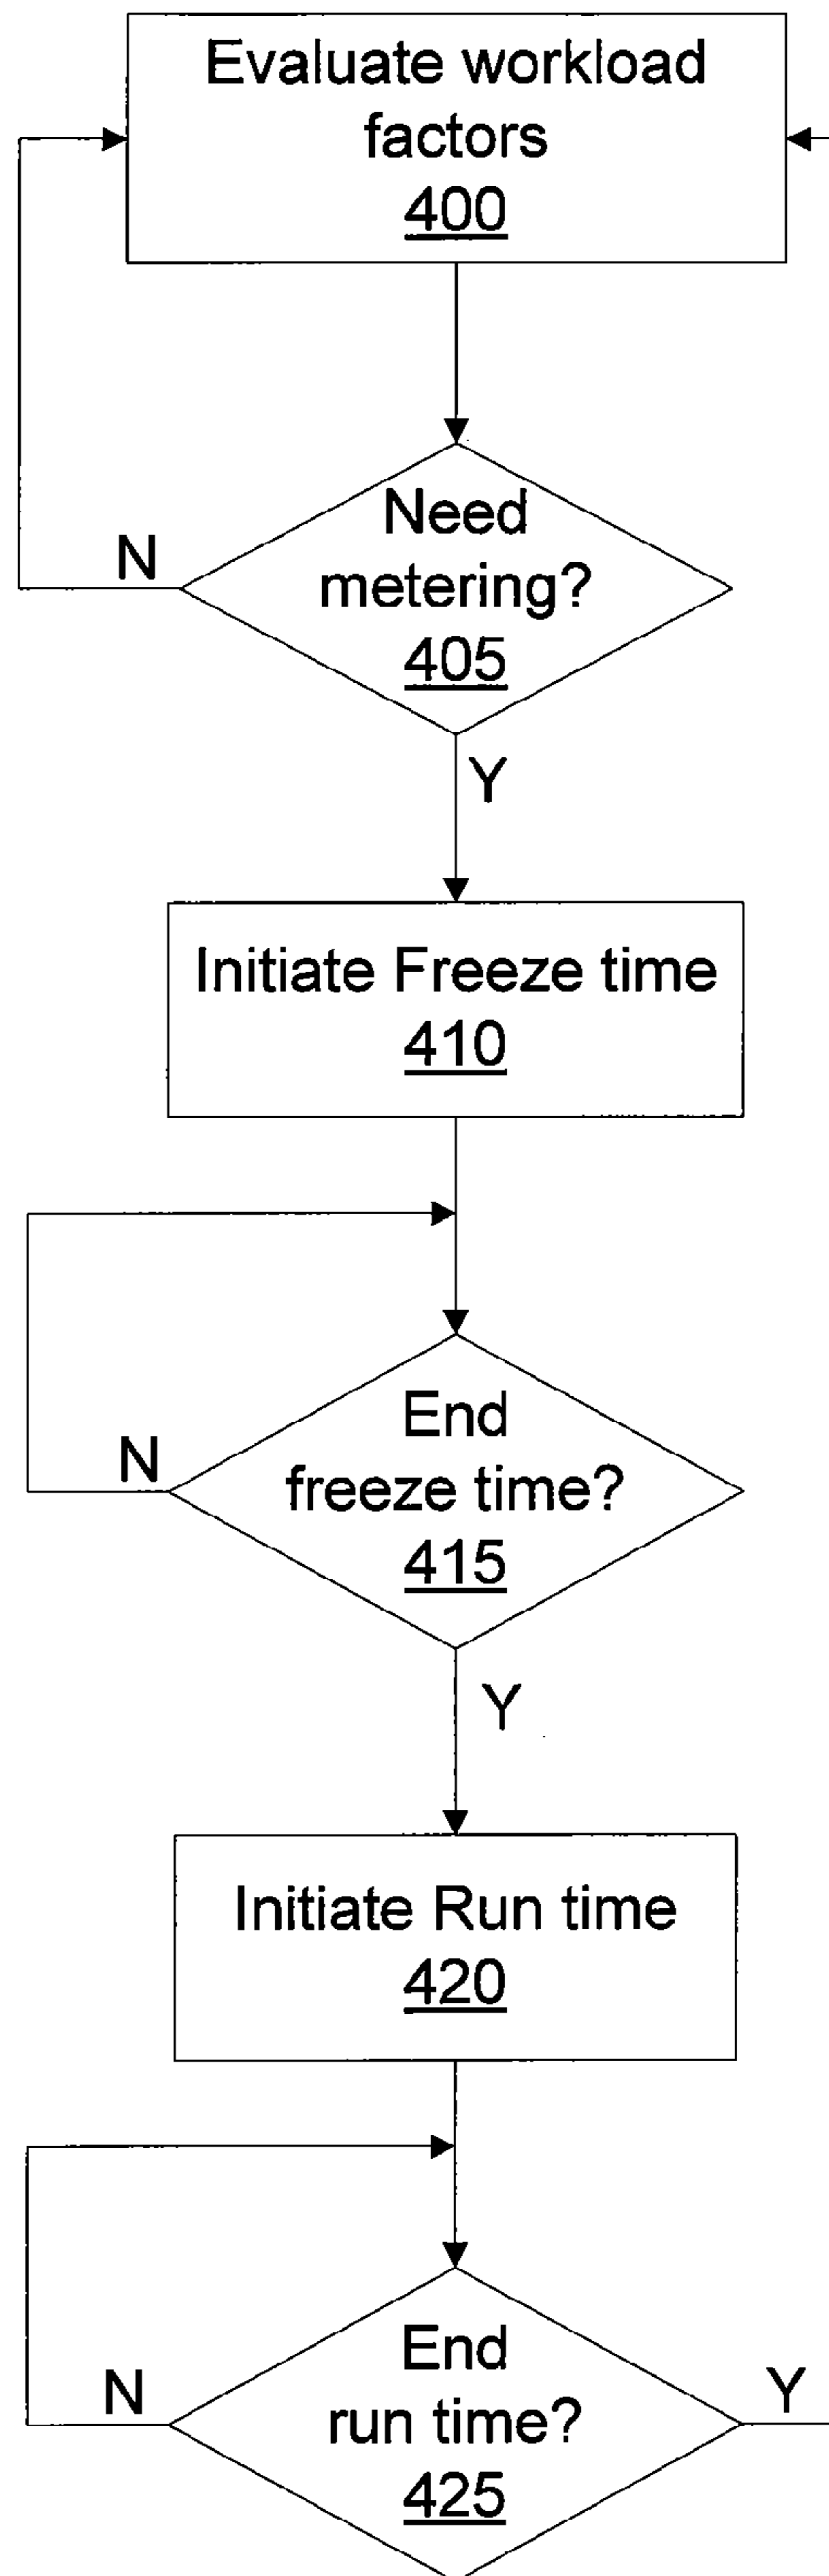 Evaluate workload
factors
400
Need
metering?
405
N
Y
Initiate Freeze time
410
End
freeze time?
415
N
Y
Initiate Run time
420
End
run time?
425
N
Y